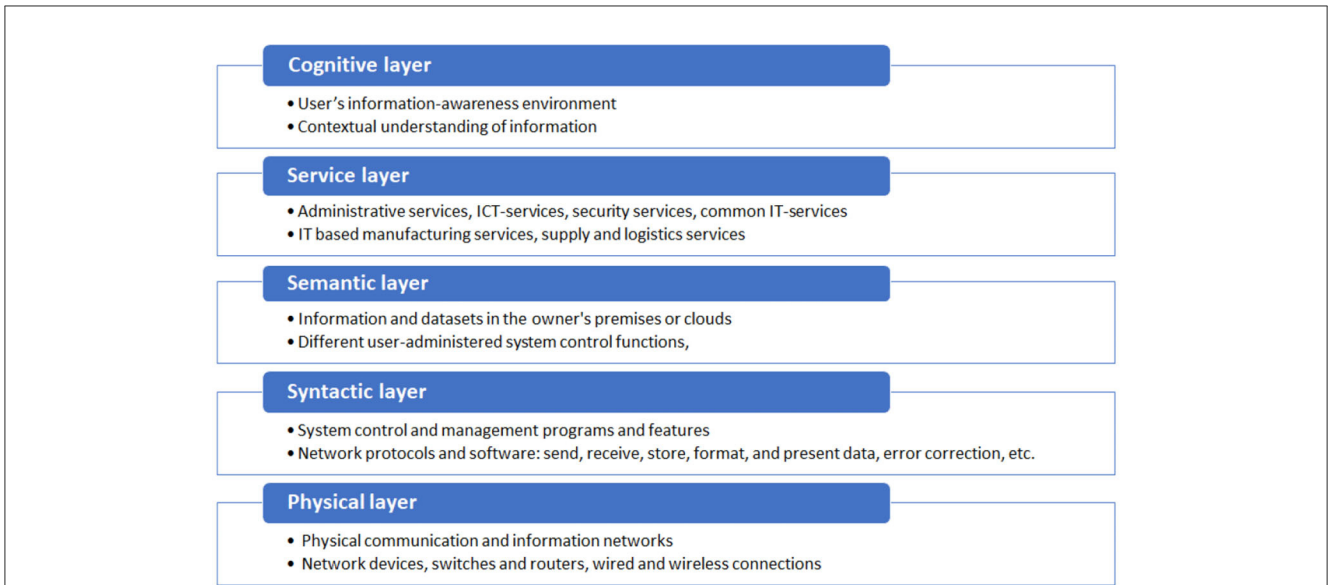 Cognitive layer
• User’s information-awareness environment
• Contextual understanding of information
Service layer
• Administrative services, ICT-services, security services, common IT-services
• IT based manufacturing services, supply and logistics services
Semantic layer
• Information and datasets in the owner's premises or clouds
• Different user-administered system control functions,
Syntactic layer
• System control and management programs and features
• Network protocols and software: send, receive, store, format, and present data, error correction, etc.
Physical layer
• Physical communication and information networks
• Network devices, switches and routers, wired and wireless connections